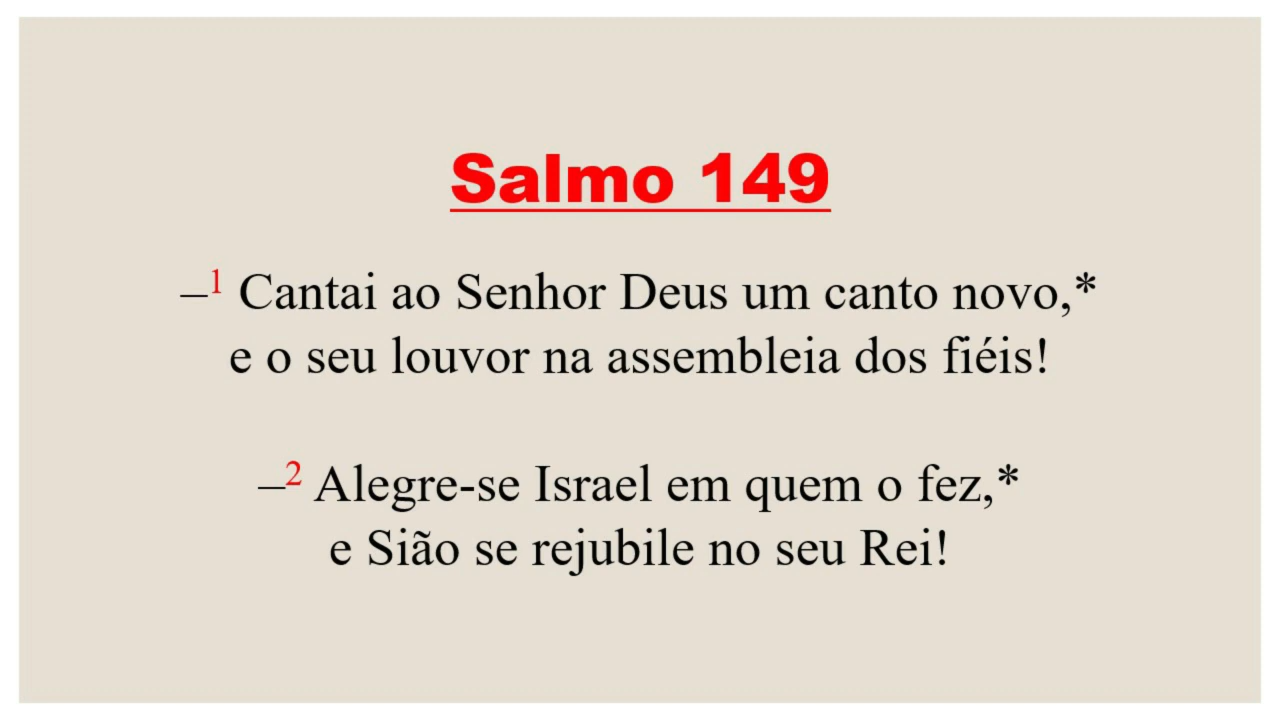 Salmo 149
–¹ Cantai ao Senhor Deus um canto novo,*
e o seu louvor na assembleia dos fiéis!
–² Alegre-se Israel em quem o fez,*
e Sião se rejubile no seu Rei!